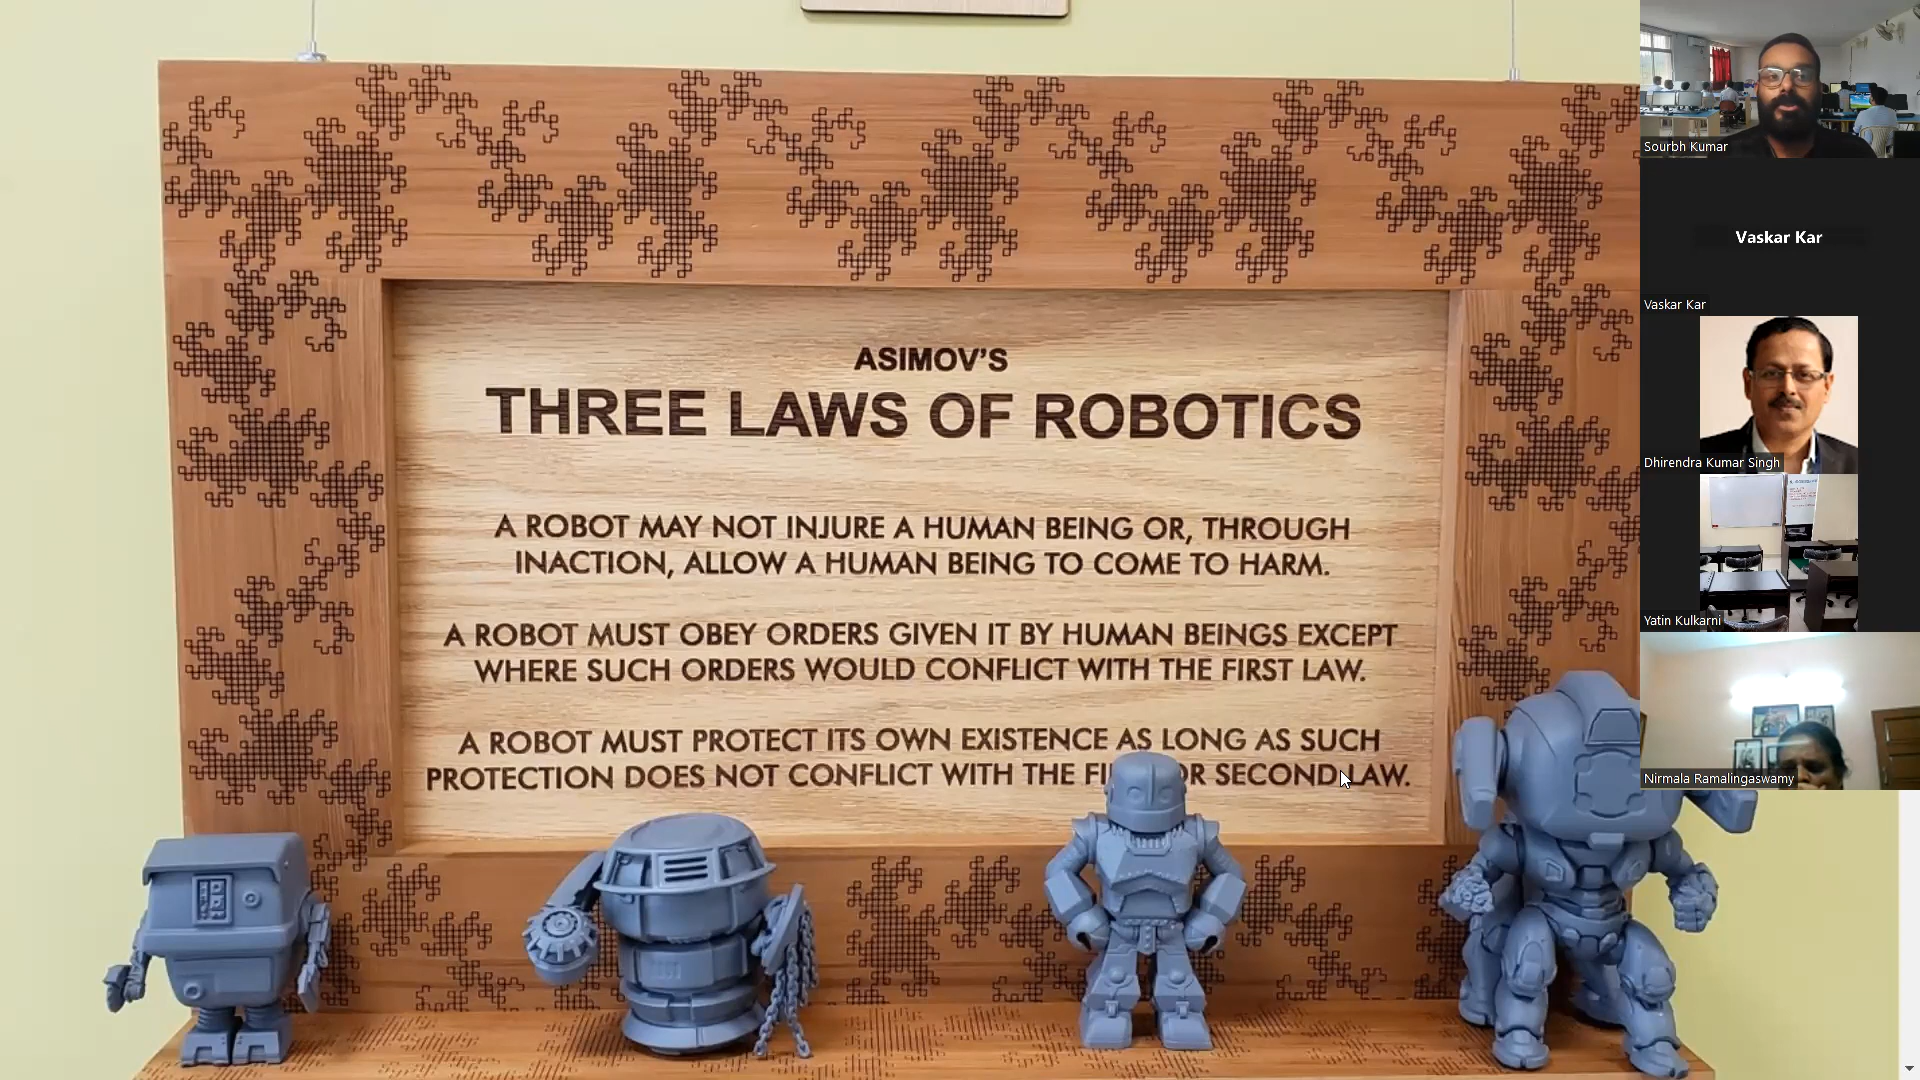 ASIMOV'S
THREE LAWS OF ROBOTICS
A ROBOT MAY NOT INJURE A HUMAN BEING OR, THROUGH
INACTION, ALLOW A HUMAN BEING TO COME TO HARM.
A ROBOT MUST OBEY ORDERS GIVEN IT BY HUMAN BEINGS EXCEPT
WHERE SUCH ORDERS WOULD CONFLICT WITH THE FIRST LAW.
A ROBOT MUST PROTECT ITS OWN EXISTENCE AS LONG AS SUCH
PROTECTION DOES NOT CONFLICT WITH THE OR SECOND LAW.
Sourbh Kumar
Vaskar Kar
Vaskar Kar
Dhirendra Kumar Singh
Yatin Kulkarni
Nirmala Ramalingaswamy